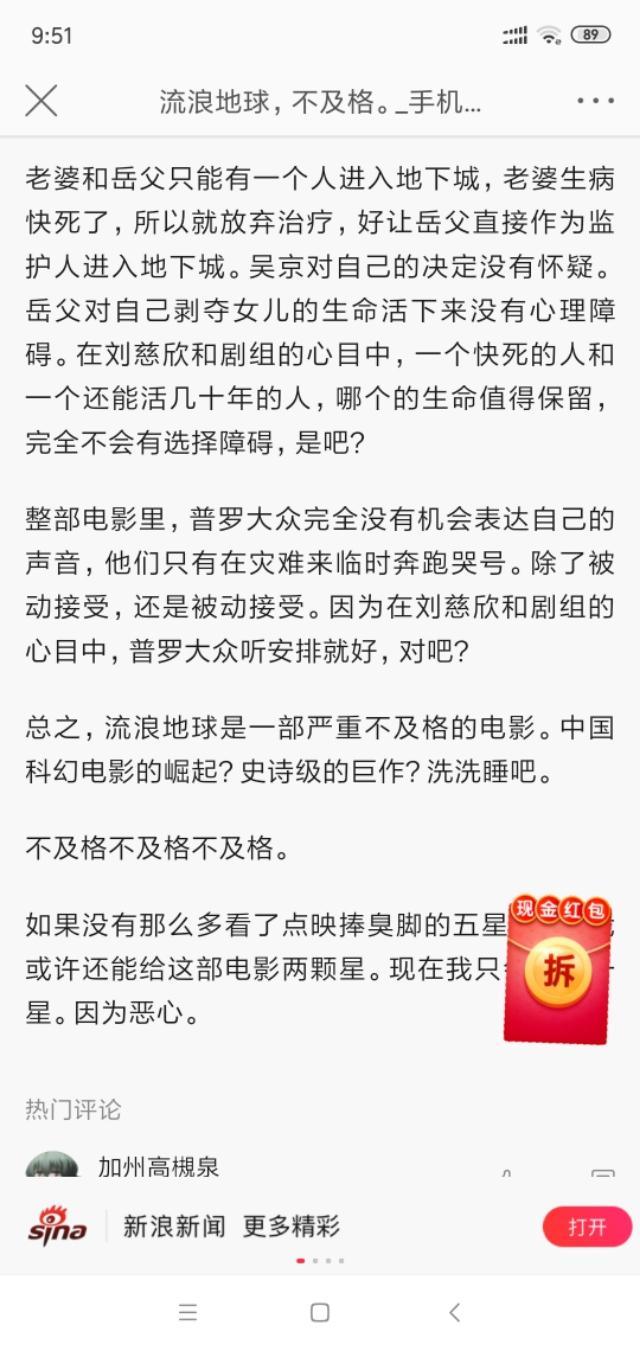 9:51
89
流浪地球，不及格。_手机...
老婆和岳父只能有一个人进入地下城，老婆生病
快死了，所以就放弃治疗，好让岳父直接作为监
护人进入地下城。吴京对自己的决定没有怀疑。
岳父对自己剥夺女儿的生命活下来没有心理障
碍。在刘慈欣和剧组的心目中，一个快死的人和
一个还能活几十年的人，哪个的生命值得保留，
完全不会有选择障碍，是吧？
整部电影里，普罗大众完全没有机会表达自己的
声音，他们只有在灾难来临时奔跑哭号。除了被
动接受，还是被动接受。因为在刘慈欣和剧组的
心目中，普罗大众听安排就好，对吧？
总之，流浪地球是一部严重不及格的电影。中国
科幻电影的崛起？史诗级的巨作？洗洗睡吧。
不及格不及格不及格。
如果没有那么多看了点映捧臭脚的五星
现金红包
或许还能给这部电影两颗星。现在我只
拆
星。因为恶心。
热门评论
加州高槻泉
sina 新浪新闻 更多精彩 打开